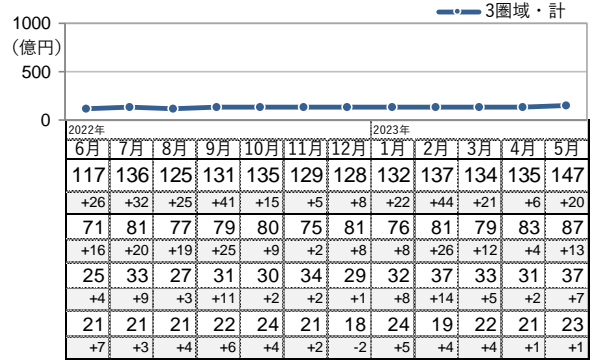 3圏域・計
1000
(億円)
500
0
2022年 2023年
6月 7月 8月 9月 10月 11月 12月 1月 2月 3月 4月 5月
117 136 125 131 135 129 128 132 137 134 135 147
+26 +32 +25 +41 +15 +5 +8 +22 +44 +21 +6 +20
71 81 77 79 80 75 81 76 81 79 83 87
+16 +20 +19 +25 +9 +2 +8 +8 +26 +12 +4 +13
25 33 27 31 30 34 29 32 37 33 31 37
+4 +9 +3 +11 +2 +2 +1 +8 +14 +5 +2 +7
21 21 21 22 24 21 18 24 19 22 21 23
+7 +3 +4 +6 +4 +2 -2 +5 +4 +4 +1 +1